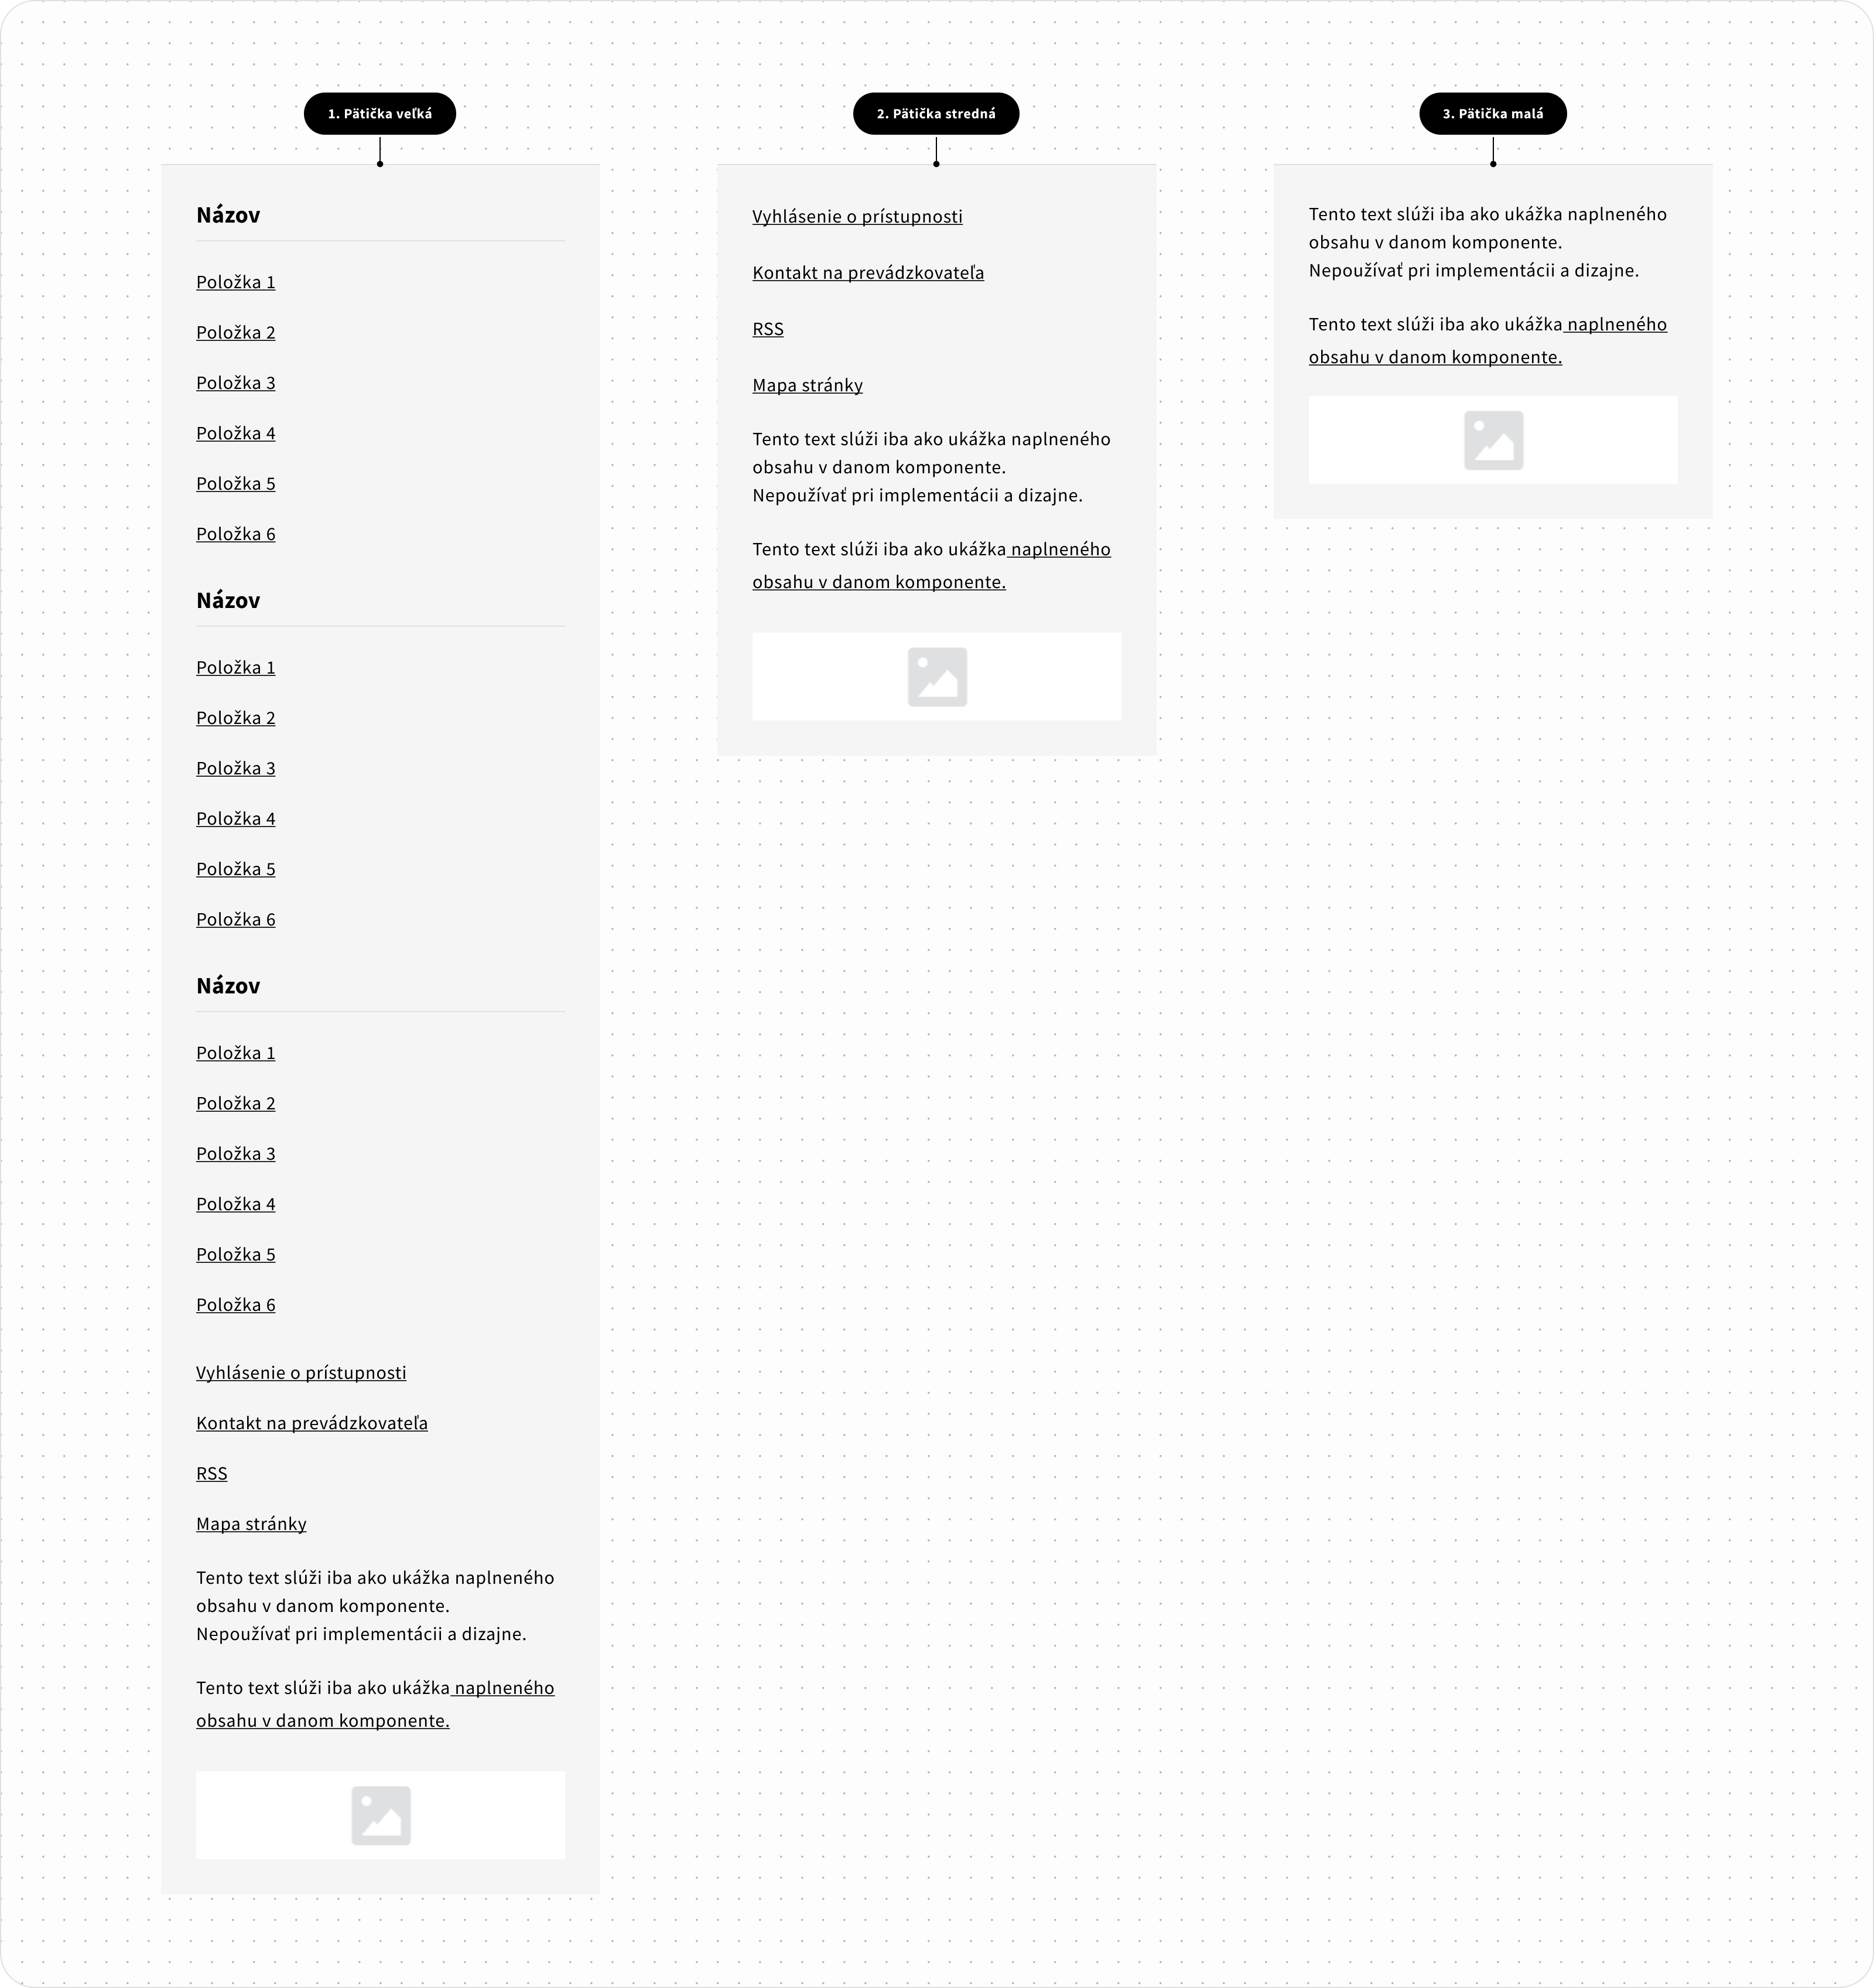 1. Pätička veľká
Názov
Položka 1
Položka 2
Položka 3
Položka 4
Položka 5
Položka 6
Názov
Položka 1
Položka 2
Položka 3
Položka 4
Položka 5
Položka 6
Názov
Položka 1
Položka 2
Položka 3
Položka 4
Položka 5
Položka 6
Vyhlásenie o prístupnosti
Kontakt na prevádzkovateľa
RSS
Mapa stránky
Tento text slúži iba ako ukážka naplneného
obsahu v danom komponente.
Nepoužívať pri implementácii a dizajne.
Tento text slúži iba ako ukážka naplneného
obsahu v danom komponente.
2. Pätička stredná
Vyhlásenie o prístupnosti
Kontakt na prevádzkovateľa
RSS
Mapa stránky
Tento text slúži iba ako ukážka naplneného
obsahu v danom komponente.
Nepoužívať pri implementácii a dizajne.
Tento text slúži iba ako ukážka naplneného
obsahu v danom komponente.
3. Pätička malá
Tento text slúži iba ako ukážka naplneného
obsahu v danom komponente.
Nepoužívať pri implementácii a dizajne.
Tento text slúži iba ako ukážka naplneného
obsahu v danom komponente.